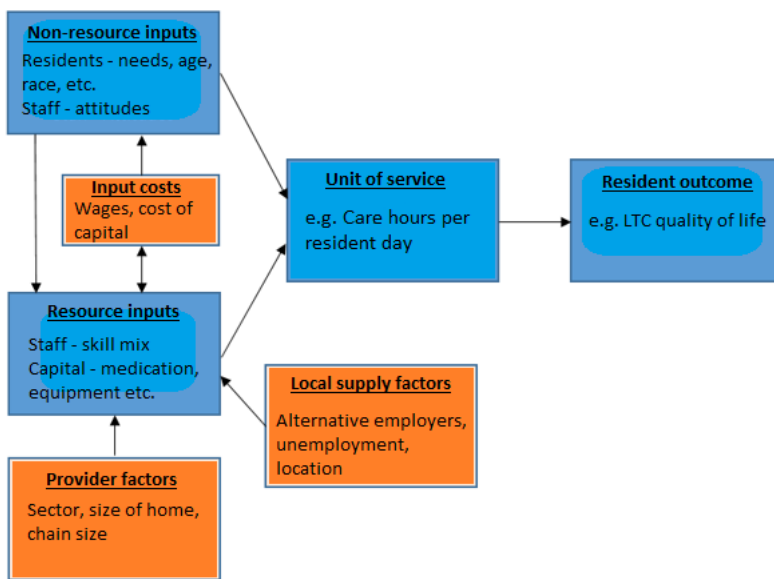 Non-resource inputs
Residents - needs, age,
race, etc.
Staff - attitudes
Input costs
Wages, cost of
capital
Unit of service
e.g. Care hours per
resident day
Resident outcome
e.g. LTC quality of life
Resource inputs
Staff - skill mix
Capital - medication,
equipment etc.
Local supply factors
Alternative employers,
unemployment,
location
Provider factors
Sector, size of home,
chain size